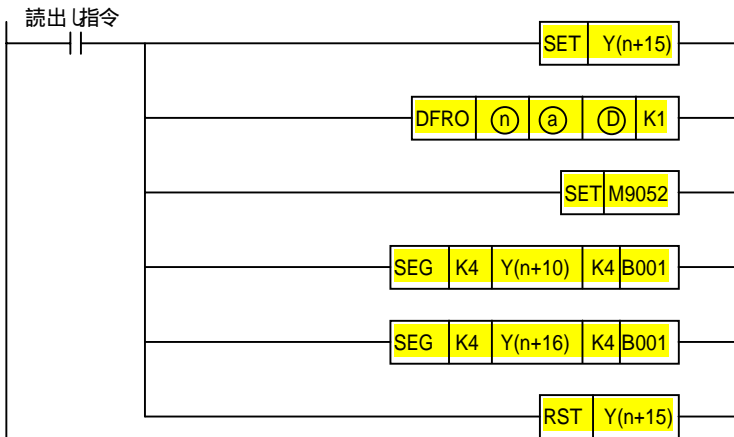 読出し指令
SET Y(n+15)
DFRO n a D K1
SET M9052
SEG K4 Y(n+10) K4 B001
SEG K4 Y(n+16) K4 B001
RST Y(n+15)